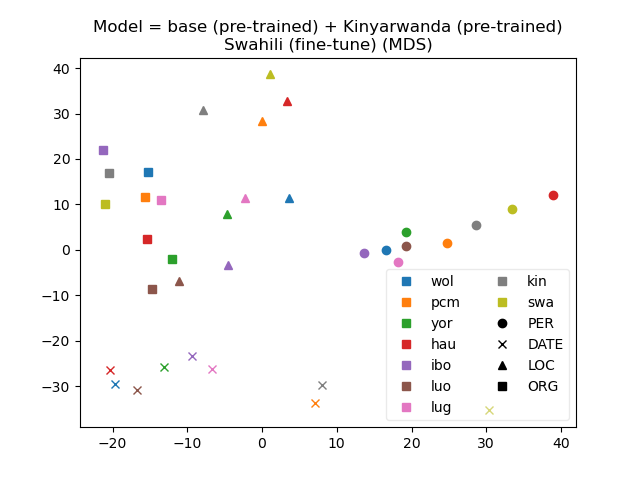 Model = base (pre-trained) + Kinyarwanda (pre-trained)
Swahili (fine-tune) (MDS)
40
30
20
10
0
−10
−20
−30
−20
−10
0
10
20
30
40
wol
pcm
yor
hau
ibo
luo
lug
kin
swa
PER
DATE
LOC
ORG